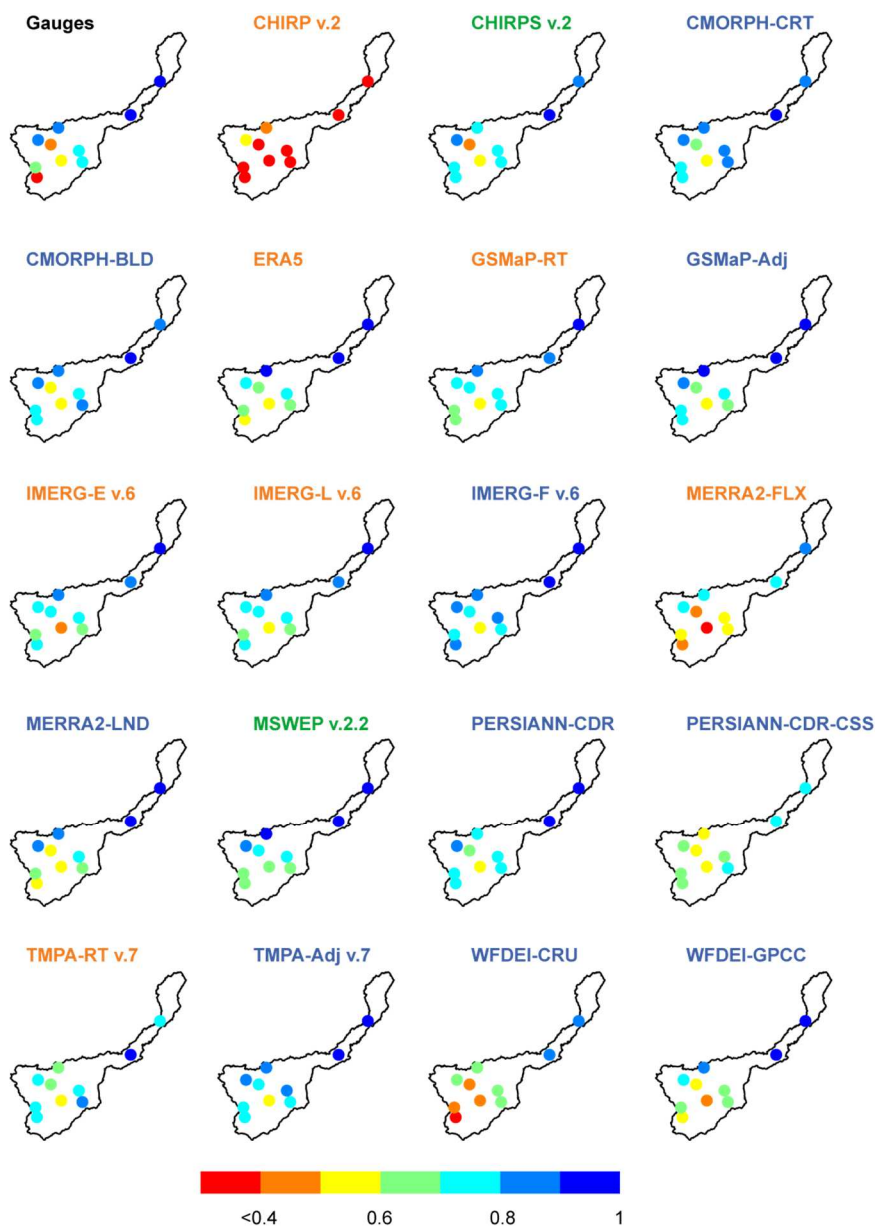 Gauges CHIRP v.2 CHIRPS v.2 CMORPH-CRT
CMORPH-BLD ERA5 GSMaP-RT GSMaP-Adj
IMERG-E v.6 IMERG-L v.6 IMERG-F v.6 MERRA2-FLX
MERRA2-LND MSWEP v.2.2 PERSIANN-CDR PERSIANN-CDR-CSS
TMPA-RT v.7 TMPA-Adj v.7 WFDEI-CRU WFDEI-GPCC
<0.4 0.6 0.8 1